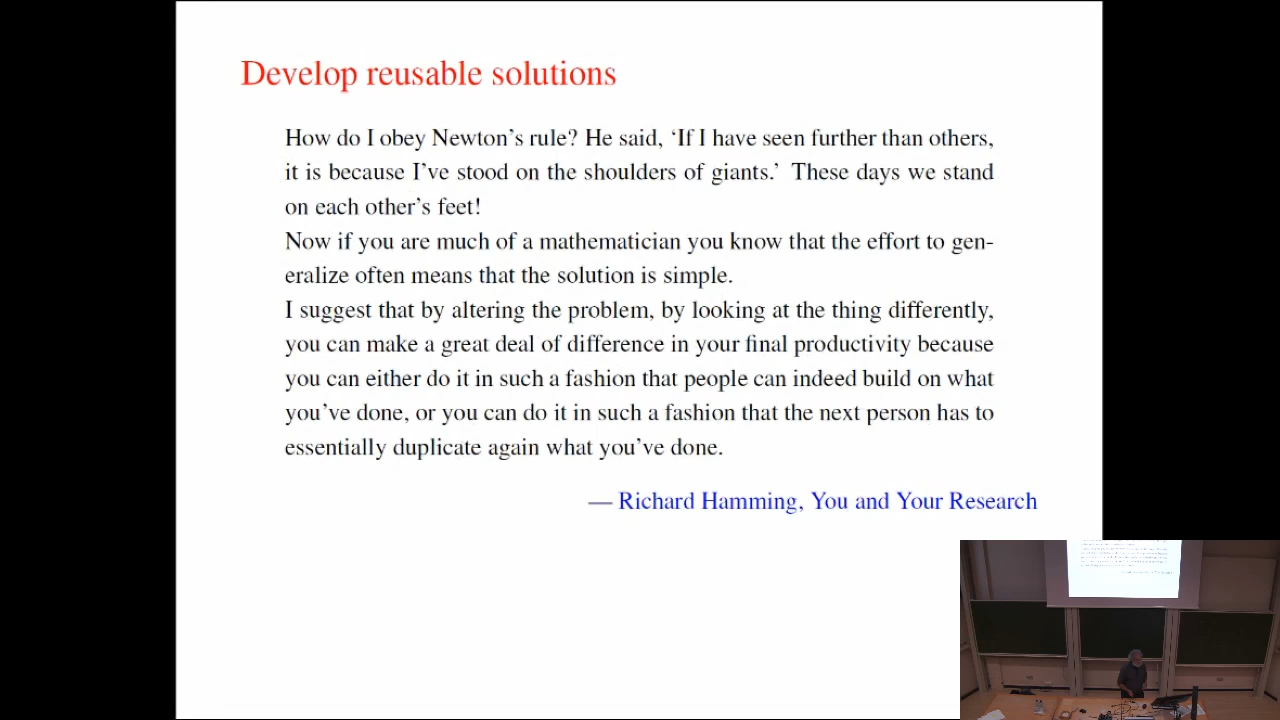 Develop reusable solutions
How do I obey Newton's rule? He said, ‘If I have seen further than others,
it is because I've stood on the shoulders of giants.’ These days we stand
on each other's feet!
Now if you are much of a mathematician you know that the effort to gen-
eralize often means that the solution is simple.
I suggest that by altering the problem, by looking at the thing differently,
you can make a great deal of difference in your final productivity because
you can either do it in such a fashion that people can indeed build on what
you've done, or you can do it in such a fashion that the next person has to
essentially duplicate again what you've done.
— Richard Hamming, You and Your Research